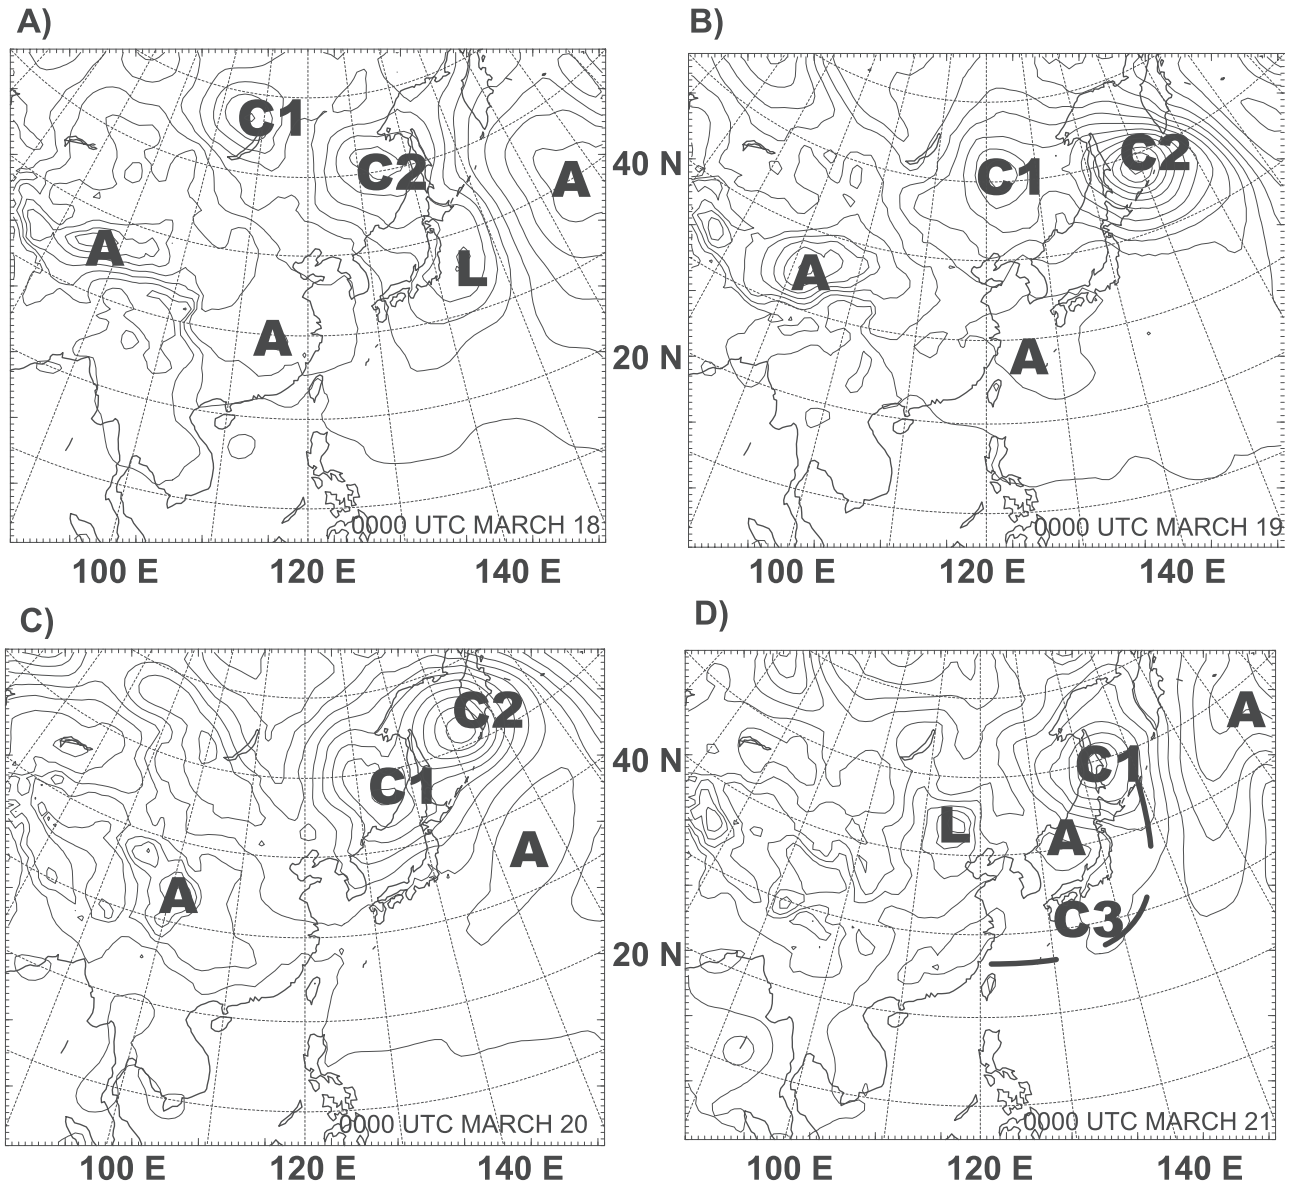 A)
B)
C1
A
C2
A
L
A
0000 UTC MARCH 18
40 N
20 N
C2
C1
A
A
0000 UTC MARCH 19
100 E 120 E 140 E
100 E 120 E 140 E
C)
D)
C2
C1
A
A
0000 UTC MARCH 20
40 N
20 N
A
C1
L
A
C3
0000 UTC MARCH 21
100 E 120 E 140 E
100 E 120 E 140 E